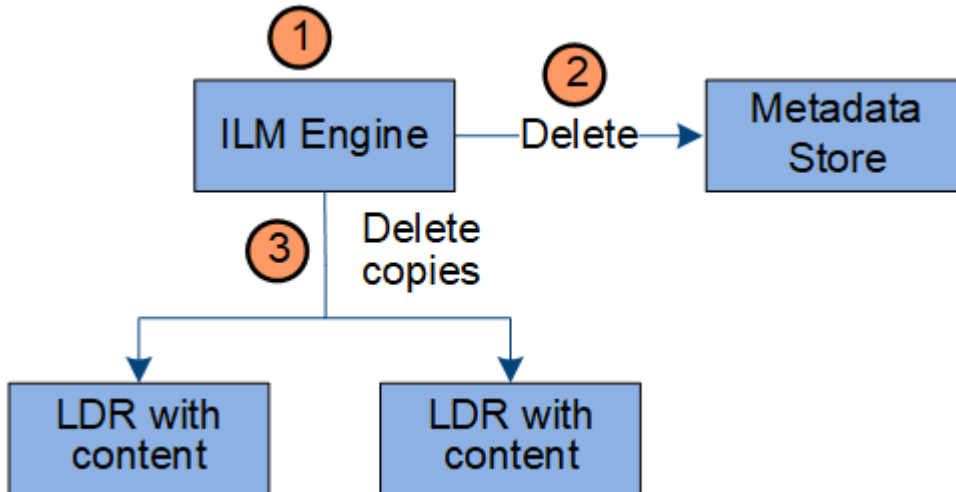 1
2
ILM Engine
Delete
Metadata
Store
3
Delete
copies
LDR with
content
LDR with
content